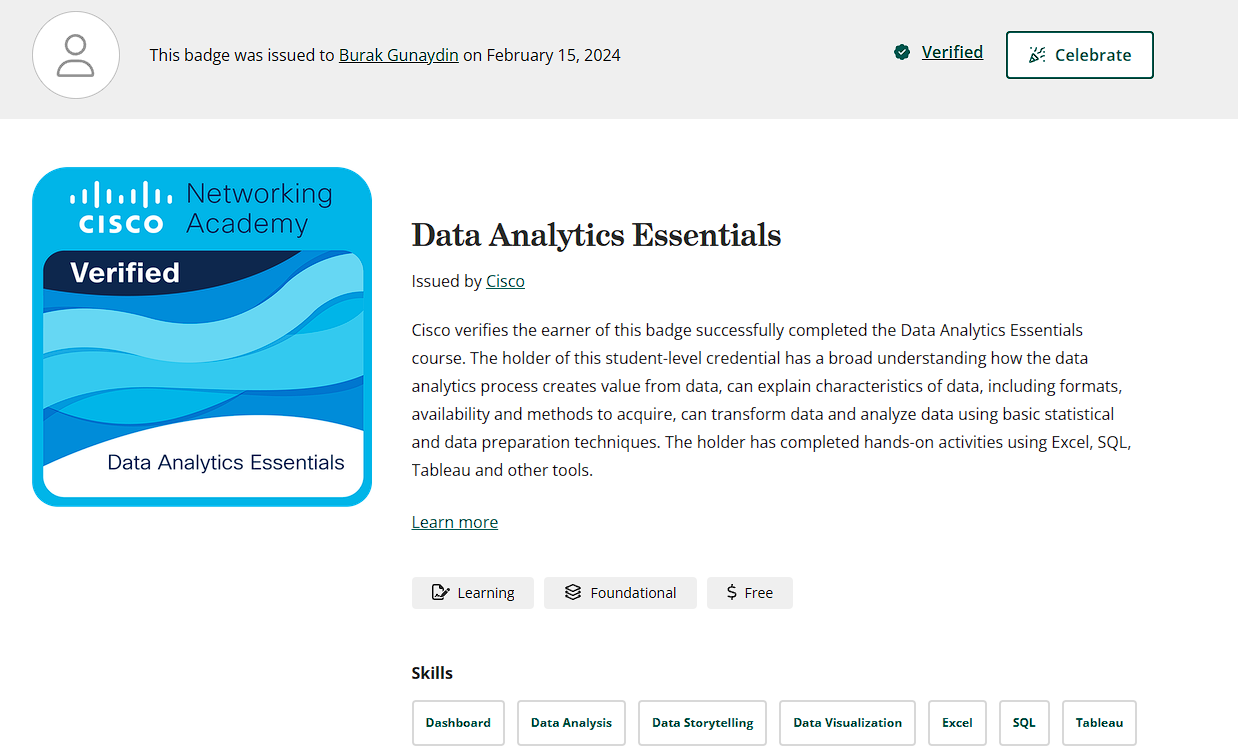 This badge was issued to Burak Gunaydin on February 15, 2024
Verified
Celebrate
CISCO
Networking
Academy
Verified
Data Analytics Essentials
Data Analytics Essentials
Issued by Cisco
Cisco verifies the earner of this badge successfully completed the Data Analytics Essentials
course. The holder of this student-level credential has a broad understanding how the data
analytics process creates value from data, can explain characteristics of data, including formats,
availability and methods to acquire, can transform data and analyze data using basic statistical
and data preparation techniques. The holder has completed hands-on activities using Excel, SQL,
Tableau and other tools.
Learn more
Learning
Foundational
$ Free
Skills
Dashboard
Data Analysis
Data Storytelling
Data Visualization
Excel
SQL
Tableau